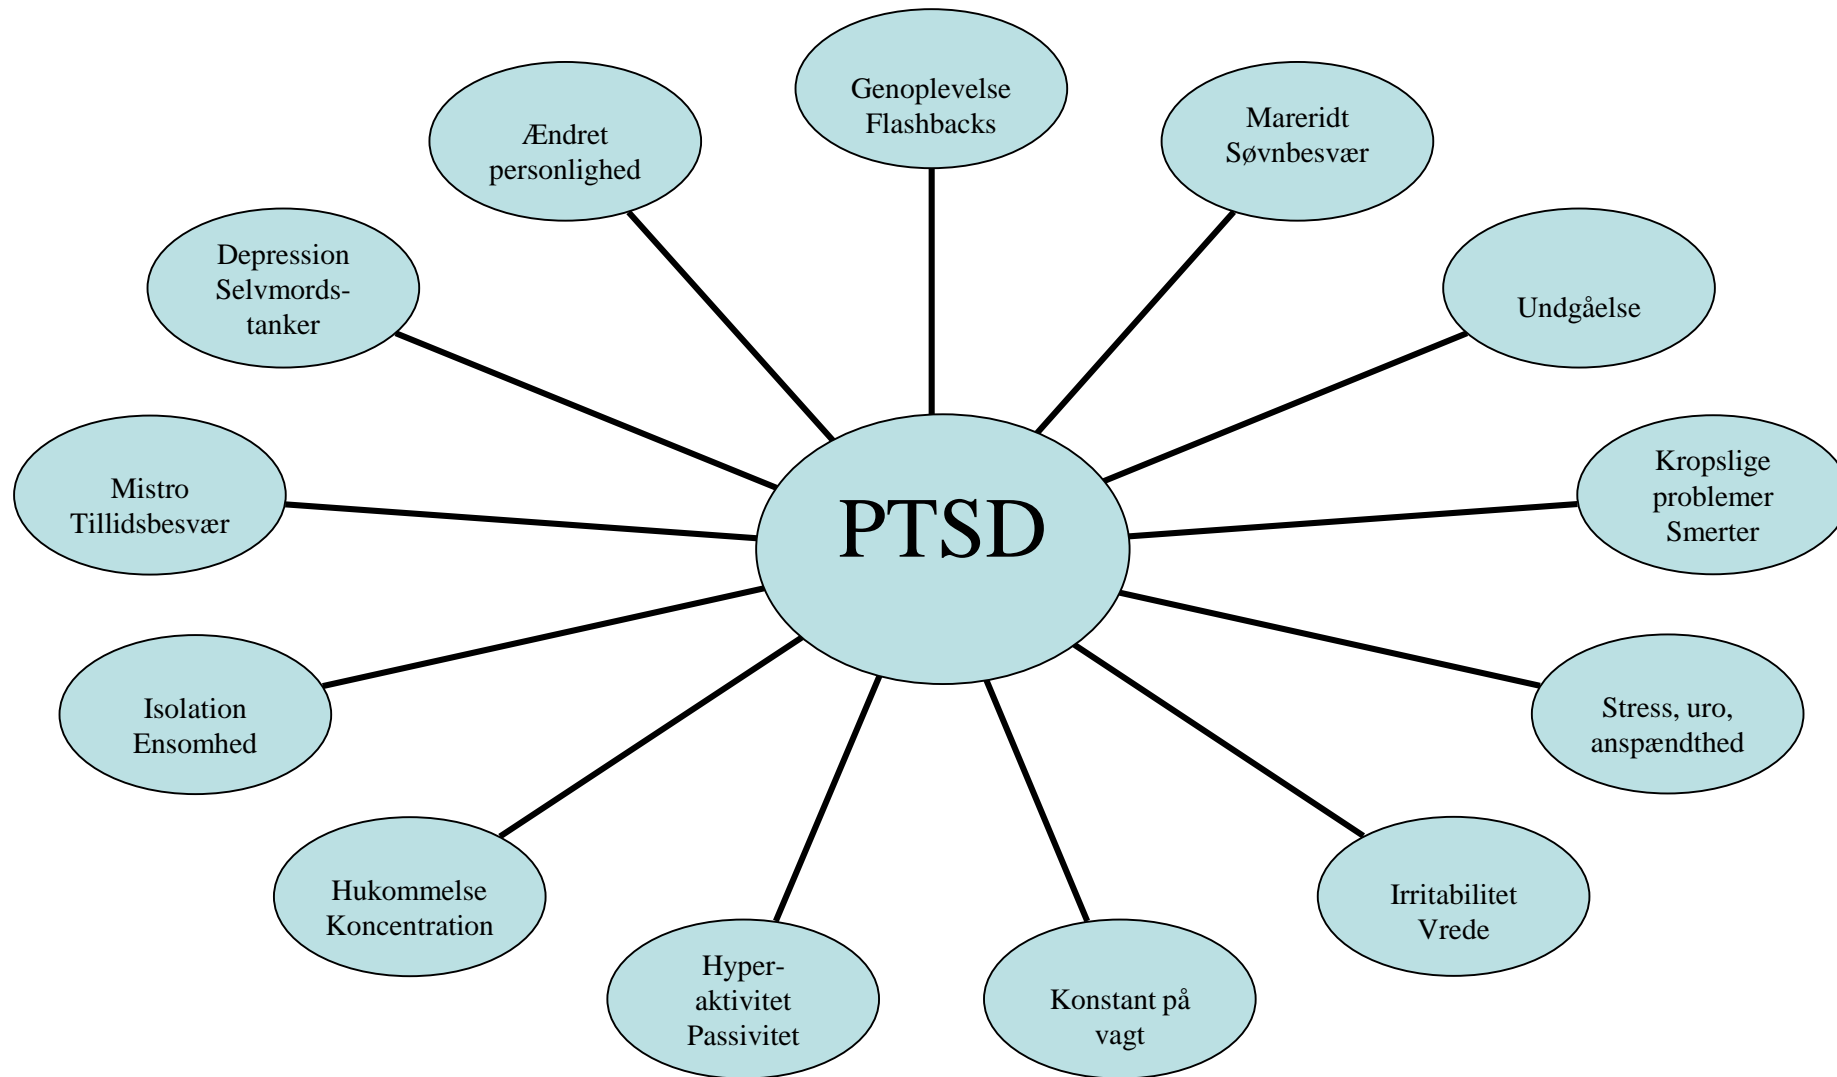 Genoplevelse
Flashbacks
Mareridt
Søvnbesvær
Undgåelse
Kropslige
problemer
Smerter
Stress, uro,
anspændthed
Irritabilitet
Vrede
Konstant på
vagt
Hyper-
aktivitet
Passivitet
Hukommelse
Koncentration
Isolation
Ensomhed
Mistro
Tillidsbesvær
Depression
Selvmords-
tanker
Ændret
personlighed
PTSD